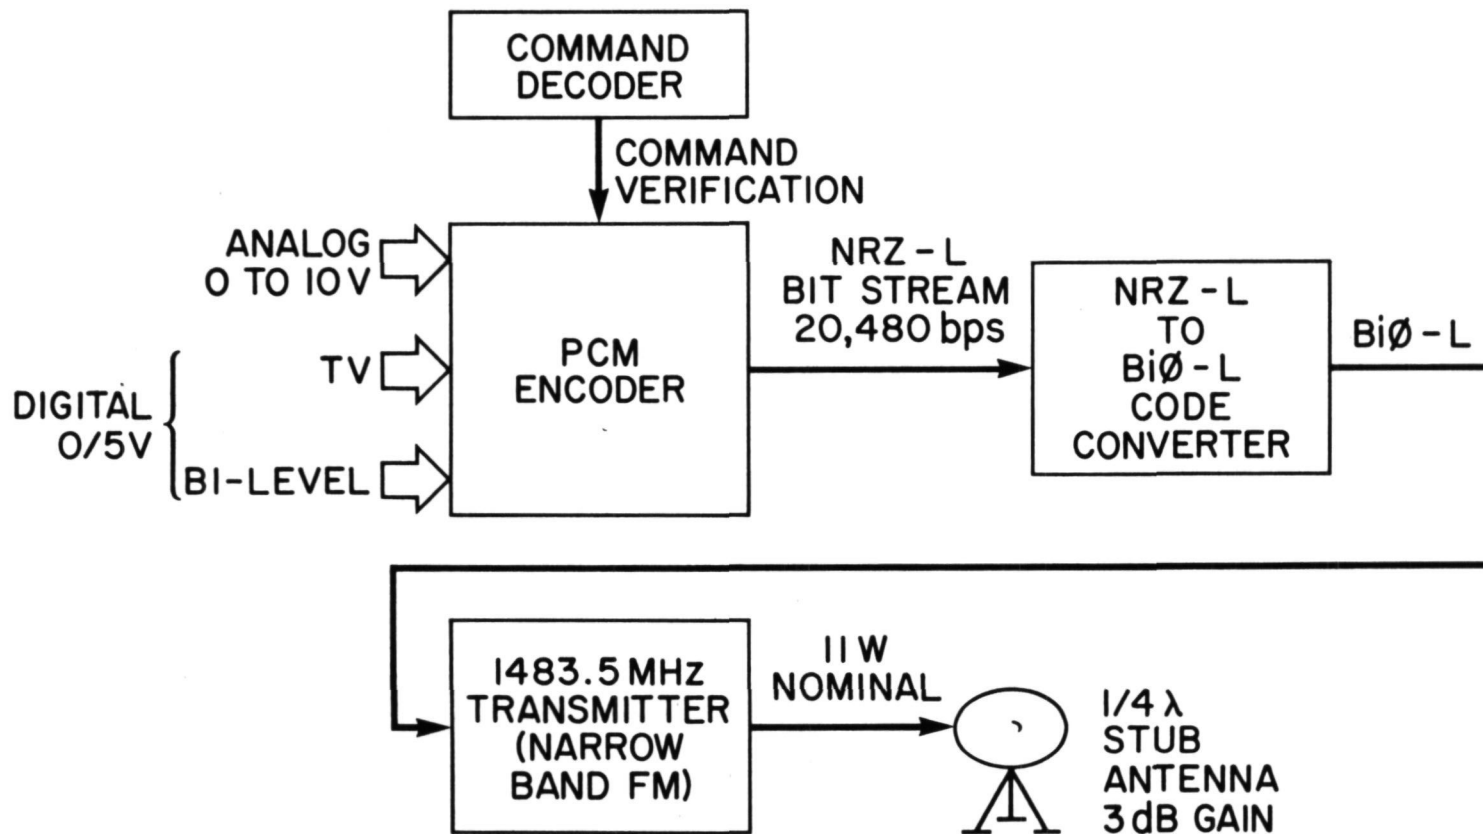 COMMAND
DECODER
COMMAND
VERIFICATION
ANALOG
0 TO 10V
TV
DIGITAL
0/5V
BI-LEVEL
PCM
ENCODER
NRZ-L
BIT STREAM
20,480 bps
NRZ-L
TO
BiØ-L
CODE
CONVERTER
BiØ-L
1483.5 MHz
TRANSMITTER
(NARROW
BAND FM)
11 W
NOMINAL
1/4 λ
STUB
ANTENNA
3 dB GAIN